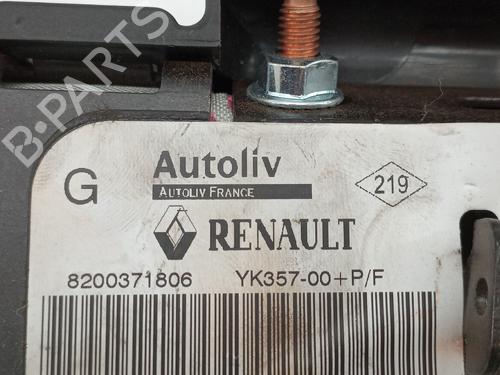 B-PARTS
G
Autoliv
AUTOLIV FRANCE
219
RENAULT
8200371806 YK357-00+P/F